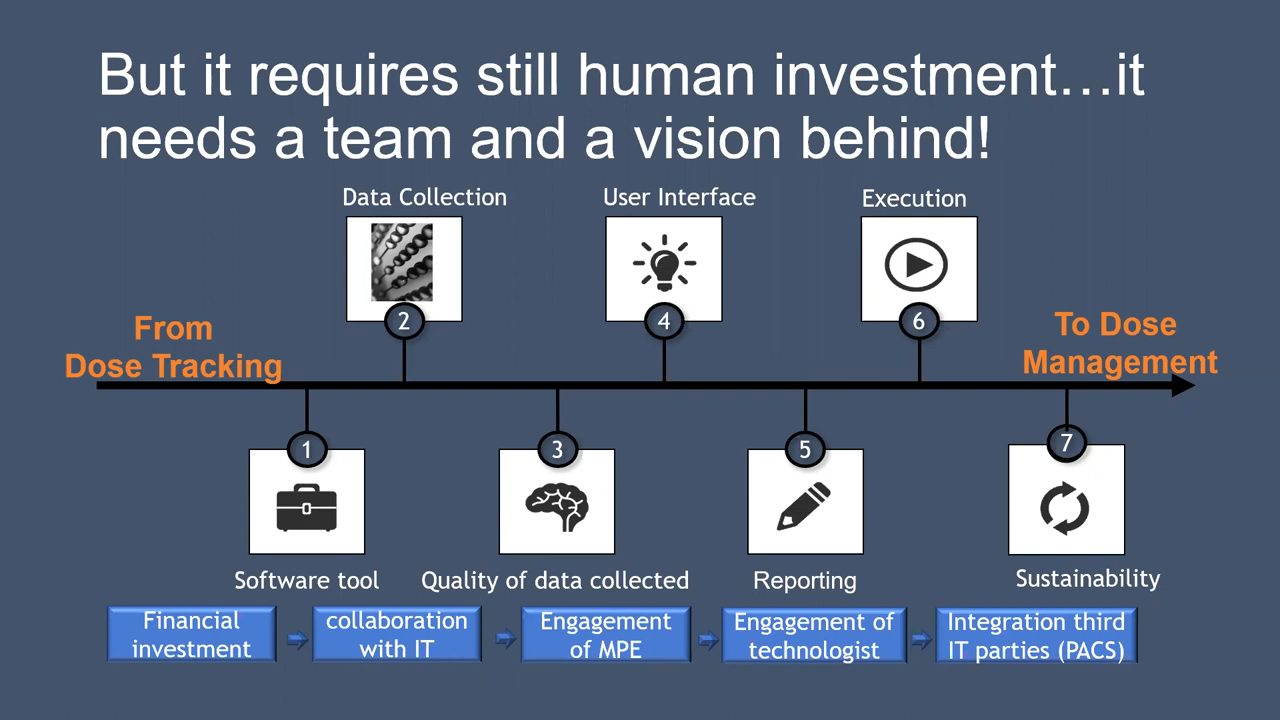 But it requires still human investment…it
needs a team and a vision behind!
Data Collection
User Interface
Execution
2
4
6
From
Dose Tracking
To Dose
Management
1
3
5
7
Software tool
Quality of data collected
Reporting
Sustainability
Financial
investment
collaboration
with IT
Engagement
of MPE
Engagement of
technologist
Integration third
IT parties (PACS)